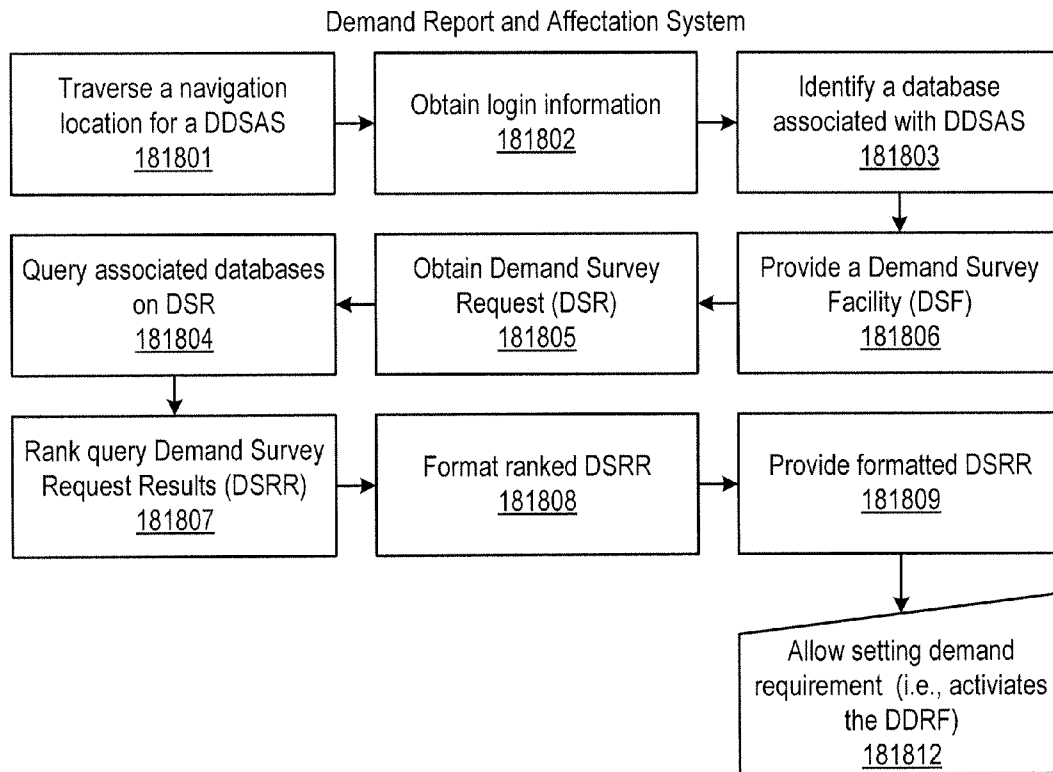 Demand Report and Affectation System
Traverse a navigation
location for a DDSAS
181801
Obtain login information
181802
Identify a database
associated with DDSAS
181803
Query associated databases
on DSR
181804
Obtain Demand Survey
Request (DSR)
181805
Provide a Demand Survey
Facility (DSF)
181806
Rank query Demand Survey
Request Results (DSRR)
181807
Format ranked DSRR
181808
Provide formatted DSRR
181809
Allow setting demand
requirement (i.e., activiates
the DDRF)
181812